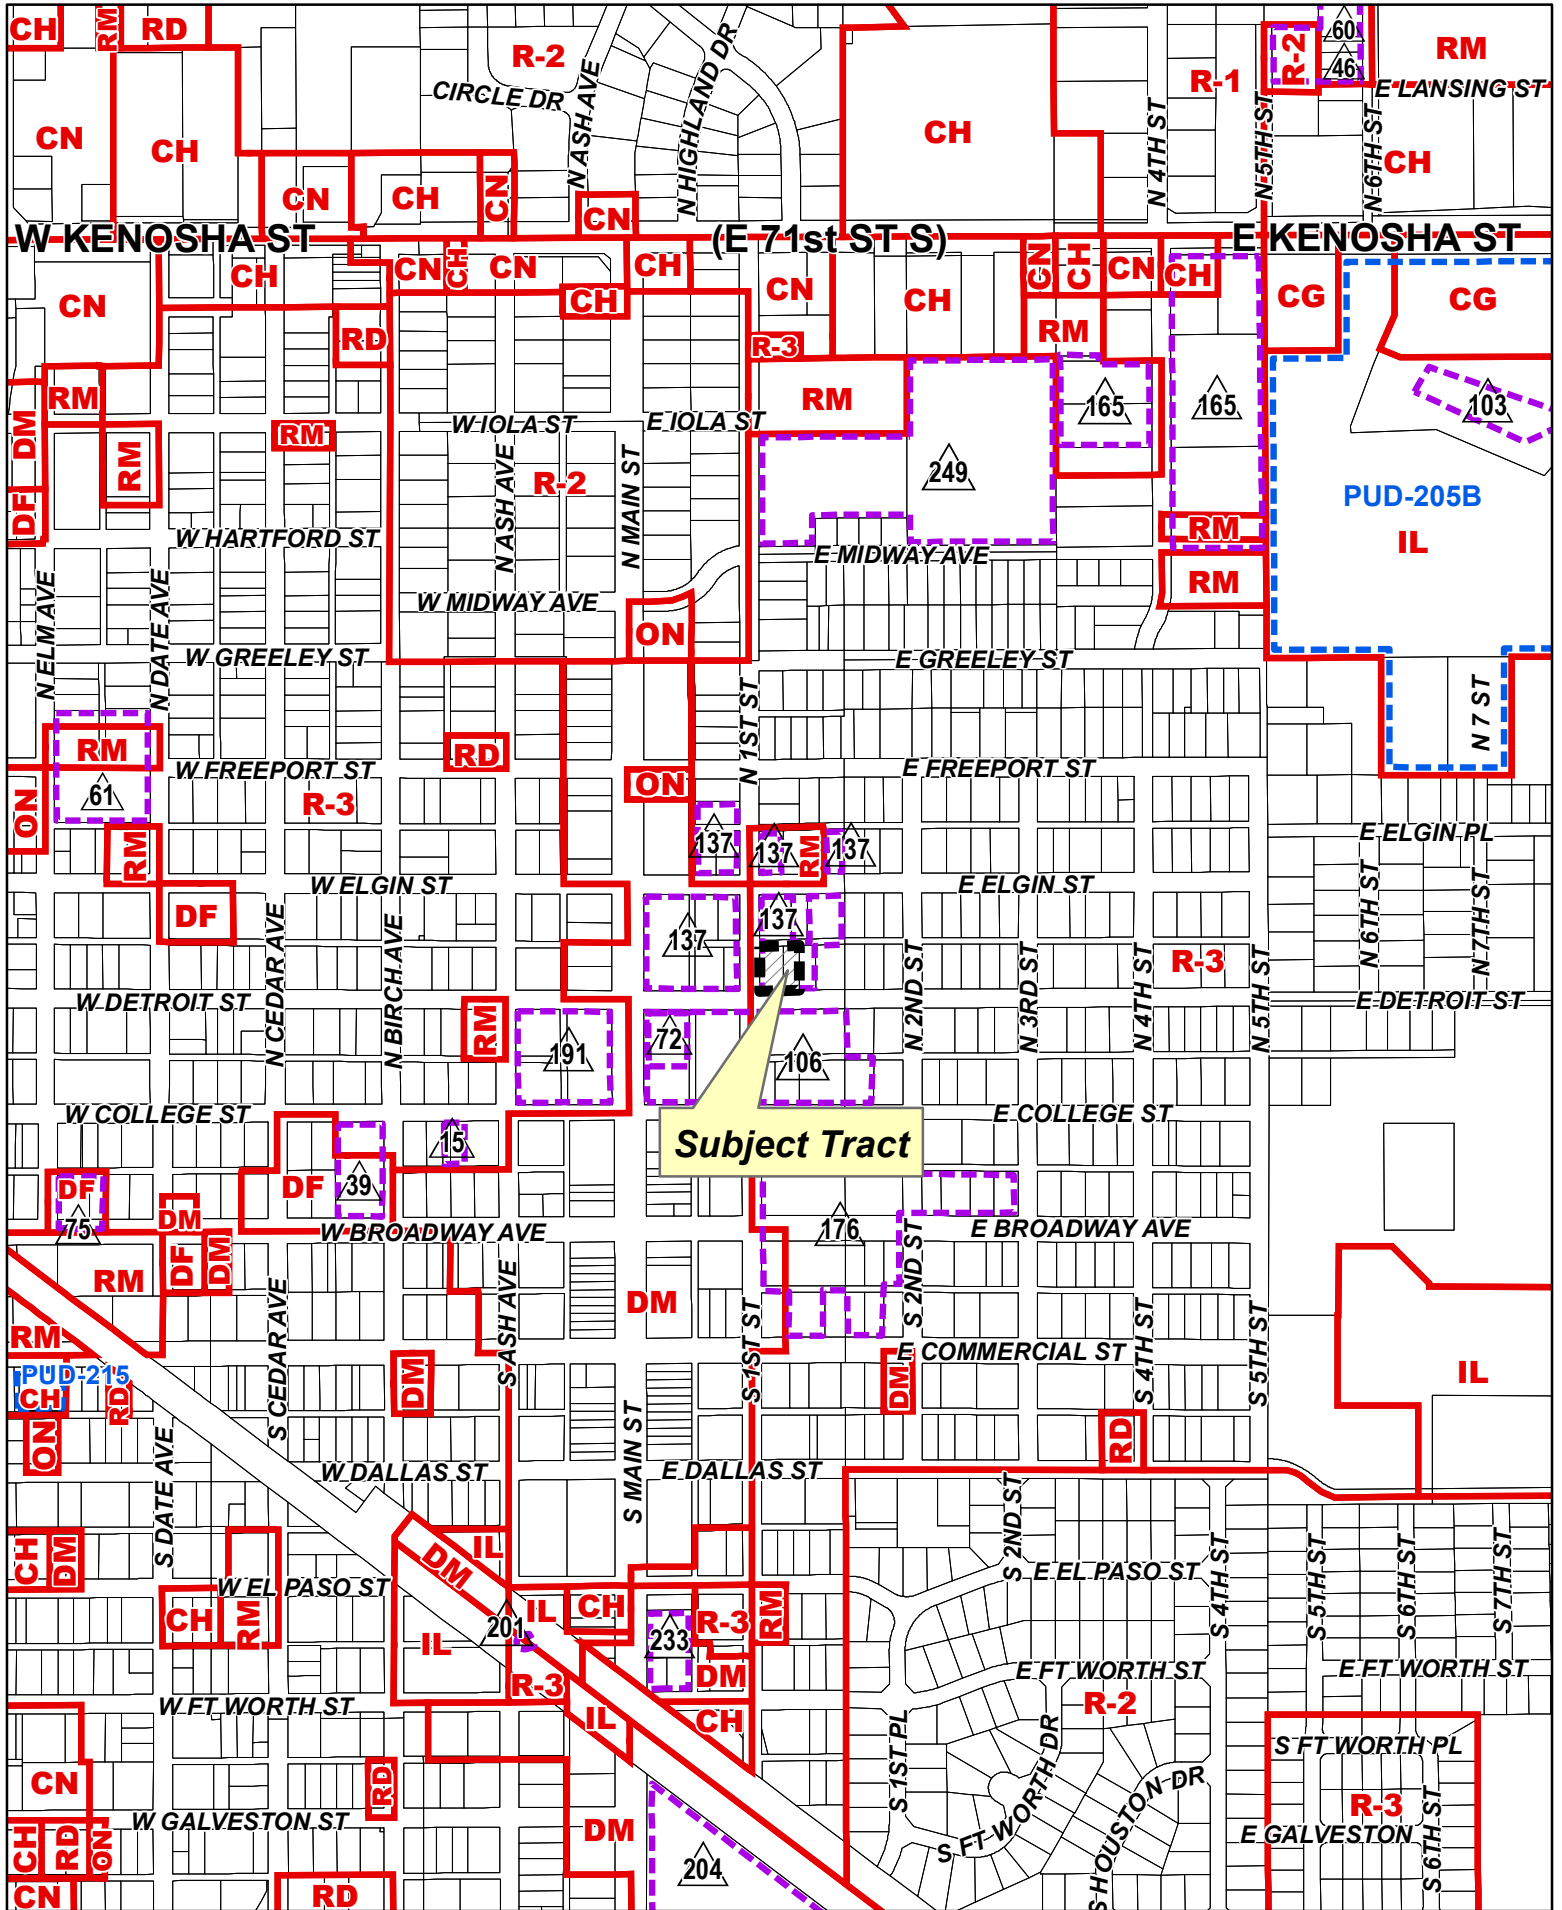 CH
RM
RD
R-2
60
46
R-2
RM
R-1
CIRCLE DR
N ASH AVE
N HIGHLAND DR
E LANSING ST
N 4TH ST
N 5TH ST
N 6TH ST
CN
CH
CH
CH
CN
CH
CN
CN
W KENOSHA ST
(E 71st ST S)
E KENOSHA ST
CH
CN
CH
CN
CH
CN
CH
CN
CH
CN
CH
CN
CH
CG
CG
CH
RD
R-3
RM
RM
DM
RM
RM
RM
165
165
103
W IOLA ST
E IOLA ST
249
R-2
N ASH AVE
N MAIN ST
DF
PUD-205B
IL
W HARTFORD ST
E MIDWAY AVE
RM
RM
N ELM AVE
N DATE AVE
W MIDWAY AVE
ON
W GREELEY ST
E GREELEY ST
N 1ST ST
N 7 ST
RM
RD
W FREEPORT ST
E FREEPORT ST
61
R-3
ON
ON
137
137
RM
137
E ELGIN PL
RM
W ELGIN ST
E ELGIN ST
DF
137
137
N CEDAR AVE
N BIRCH AVE
N 2ND ST
N 3RD ST
N 4TH ST
R-3
N 5TH ST
N 6TH ST
N 7TH ST
W DETROIT ST
E DETROIT ST
RM
191
72
106
W COLLEGE ST
E COLLEGE ST
15
Subject Tract
DF
75
DF
39
DM
W BROADWAY AVE
176
E BROADWAY AVE
DF
DM
RM
S 2ND ST
DM
S CEDAR AVE
S ASH AVE
S 1ST ST
S 4TH ST
S 5TH ST
RM
PUD-215
CH
RD
DM
E COMMERCIAL ST
DM
IL
ON
S DATE AVE
S MAIN ST
RD
W DALLAS ST
E DALLAS ST
S 2ND ST
CH
DM
DM
IL
S 4TH ST
S 5TH ST
S 6TH ST
S 7TH ST
W EL PASO ST
E EL PASO ST
CH
RM
201
IL
CH
R-3
RM
233
IL
R-3
DM
E FT WORTH ST
E FT WORTH ST
W FT WORTH ST
IL
CH
R-2
S 1ST PL
S FT WORTH DR
S HOUSTON DR
S FT WORTH PL
CN
RD
R-3
W GALVESTON ST
DM
E GALVESTON
S 6TH ST
CH
RD
ON
204
CN
RD